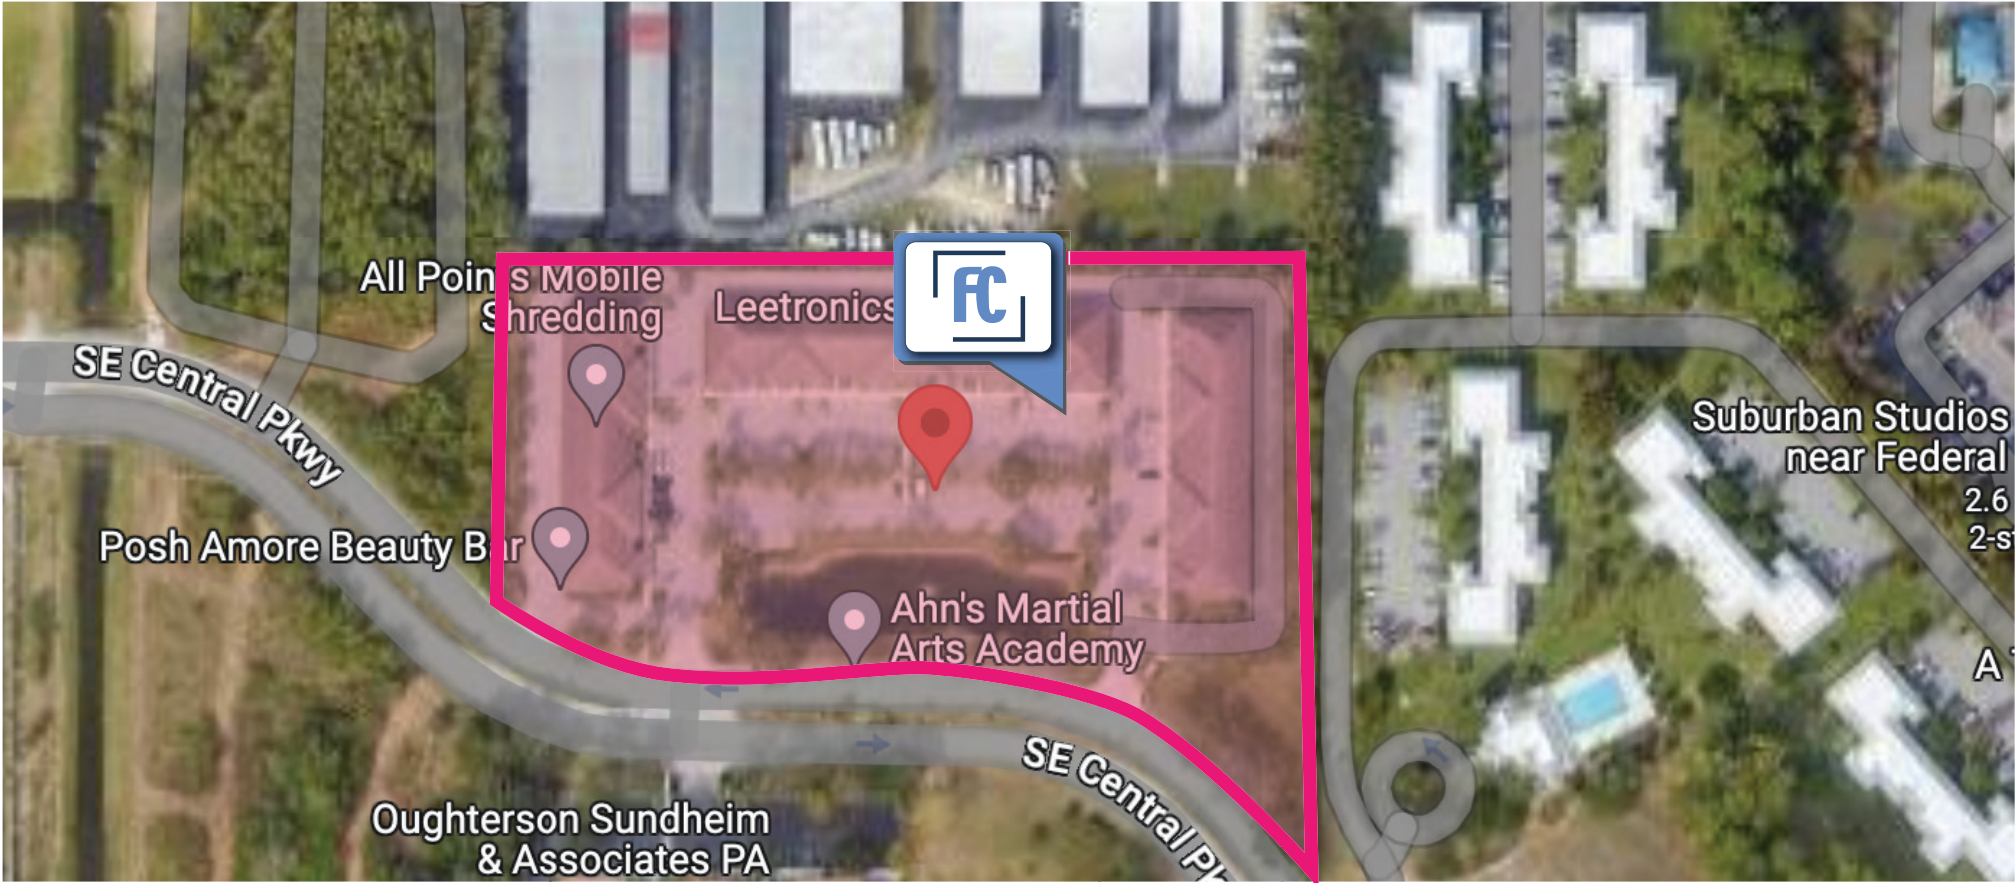 All Points Mobile
Shredding
Leetronics
FC
SE Central Pkwy
Suburban Studios
near Federal
2.6
Posh Amore Beauty Bar
Ahn's Martial
Arts Academy
SE Central
Oughterson Sundheim
& Associates PA
A